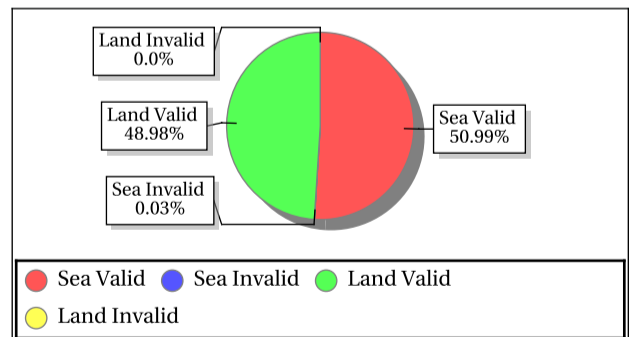 Land Invalid
0.0%
Land Valid
48.98%
Sea Valid
50.99%
Sea Invalid
0.03%
Sea Valid Sea Invalid Land Valid
Land Invalid